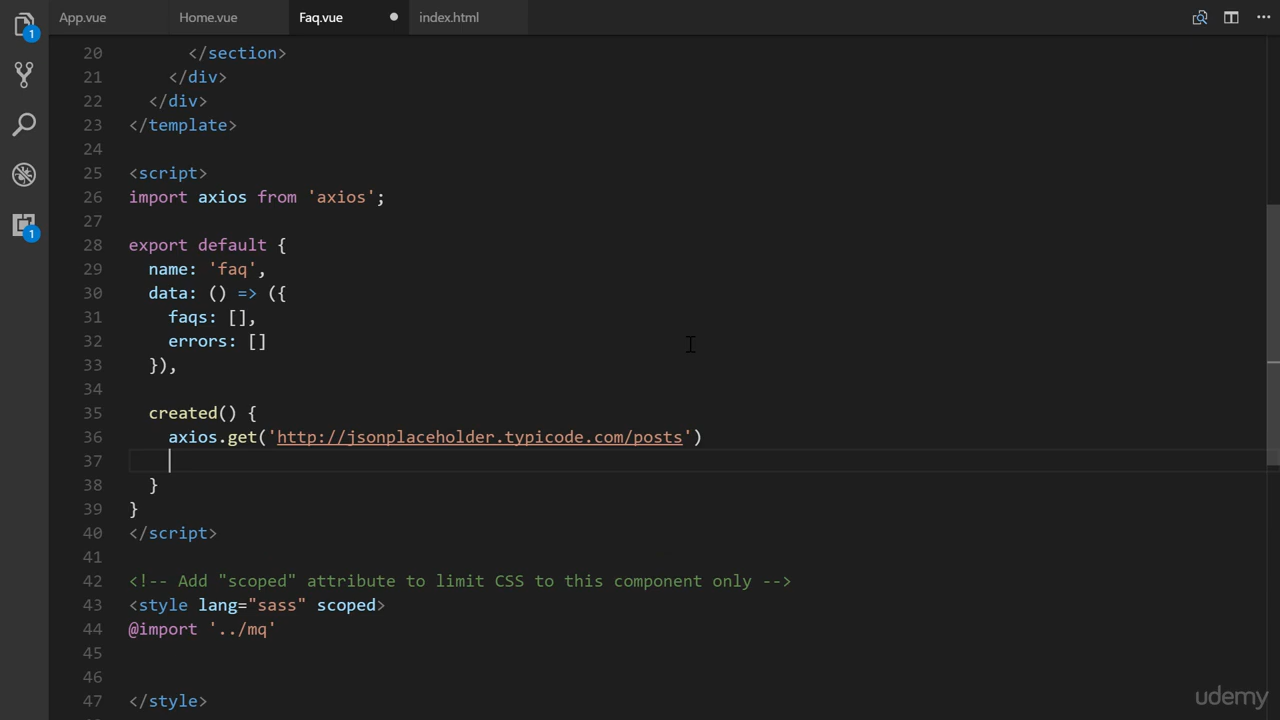 App.vue
Home.vue
Faq.vue
index.html
1
1
20 </section>
21 </div>
22 </div>
23 </template>
24
25 <script>
26 import axios from 'axios';
27
28 export default {
29 name: 'faq',
30 data: () => ({
31 faqs: [],
32 errors: []
33 }),
34
35 created() {
36 axios.get('http://jsonplaceholder.typicode.com/posts')
37
38 }
39 }
40 </script>
41
42 <!-- Add "scoped" attribute to limit CSS to this component only -->
43 <style lang="sass" scoped>
44 @import '../mq'
45
46
47 </style>
udemy